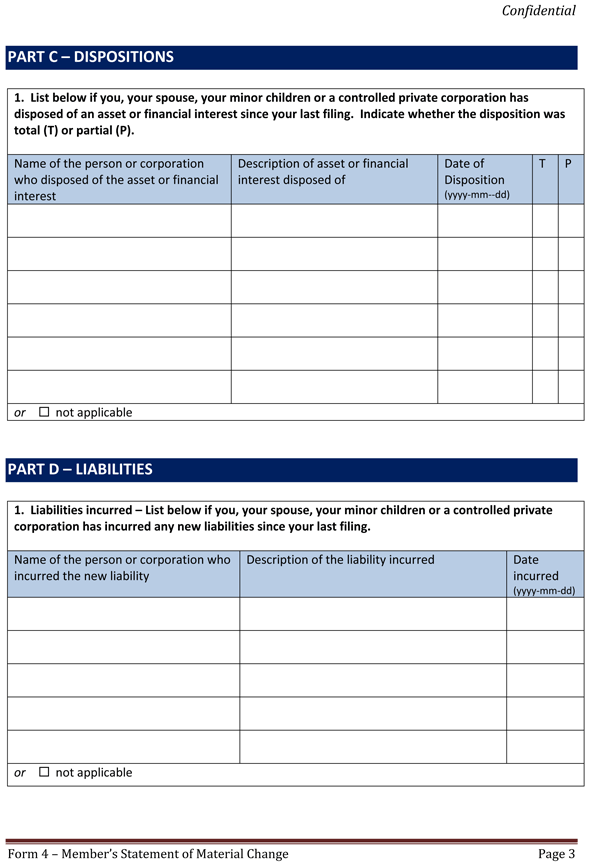 Confidential
PART C – DISPOSITIONS
1. List below if you, your spouse, your minor children or a controlled private corporation has
disposed of an asset or financial interest since your last filing. Indicate whether the disposition was
total (T) or partial (P).
Name of the person or corporation
who disposed of the asset or financial
interest
Description of asset or financial
interest disposed of
Date of
Disposition
(yyyy-mm--dd)
T
P
or ☐ not applicable
PART D – LIABILITIES
1. Liabilities incurred – List below if you, your spouse, your minor children or a controlled private
corporation has incurred any new liabilities since your last filing.
Name of the person or corporation who
incurred the new liability
Description of the liability incurred
Date
incurred
(yyyy-mm-dd)
or ☐ not applicable
Form 4 – Member’s Statement of Material Change
Page 3